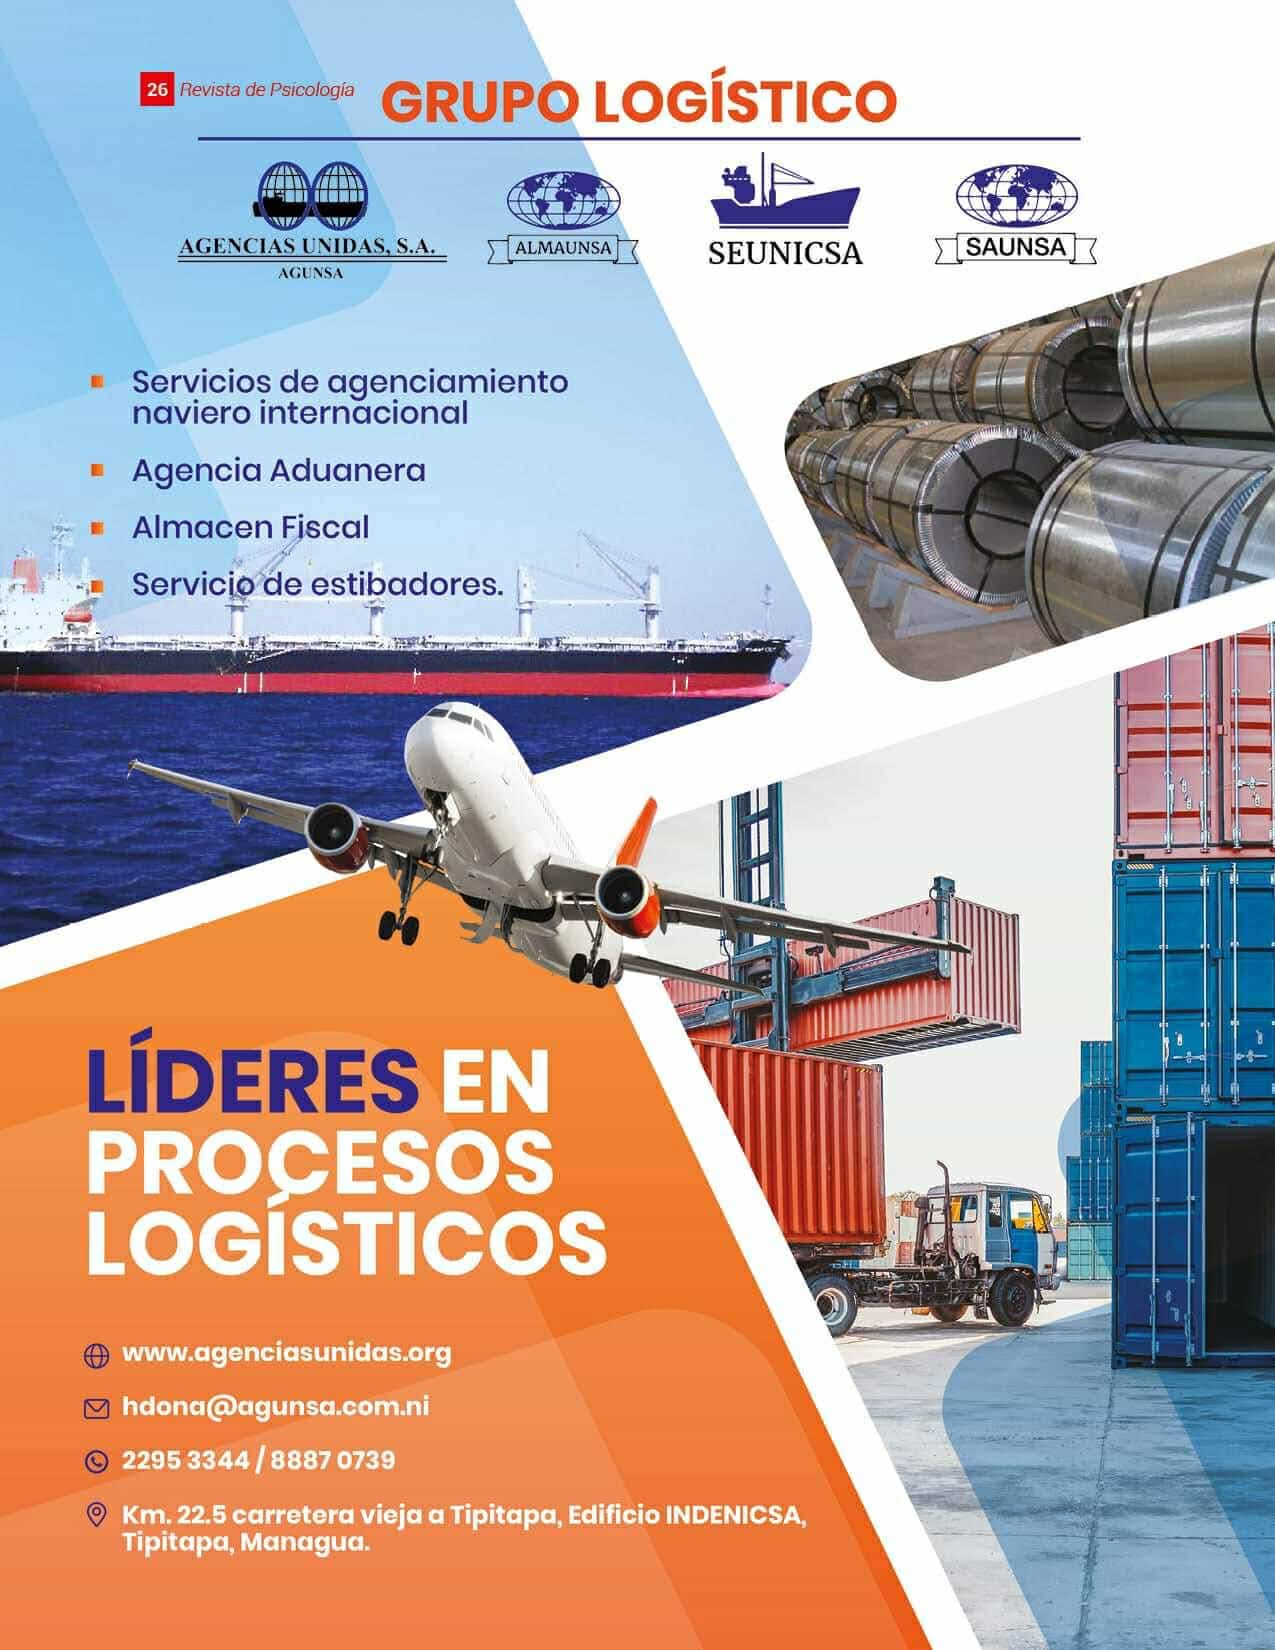 26 Revista de Psicología
GRUPO LOGÍSTICO
AGENCIAS UNIDAS, S.A.
AGUNSA
ALMAUNSA
SEUNICSA
SAUNSA
Servicios de agenciamiento
naviero internacional
Agencia Aduanera
Almacen Fiscal
Servicio de estibadores.
LÍDERES EN
PROCESOS
LOGÍSTICOS
www.agenciasunidas.org
hdona@agunsa.com.ni
2295 3344 / 8887 0739
Km. 22.5 carretera vieja a Tipitapa, Edificio INDENICSA,
Tipitapa, Managua.